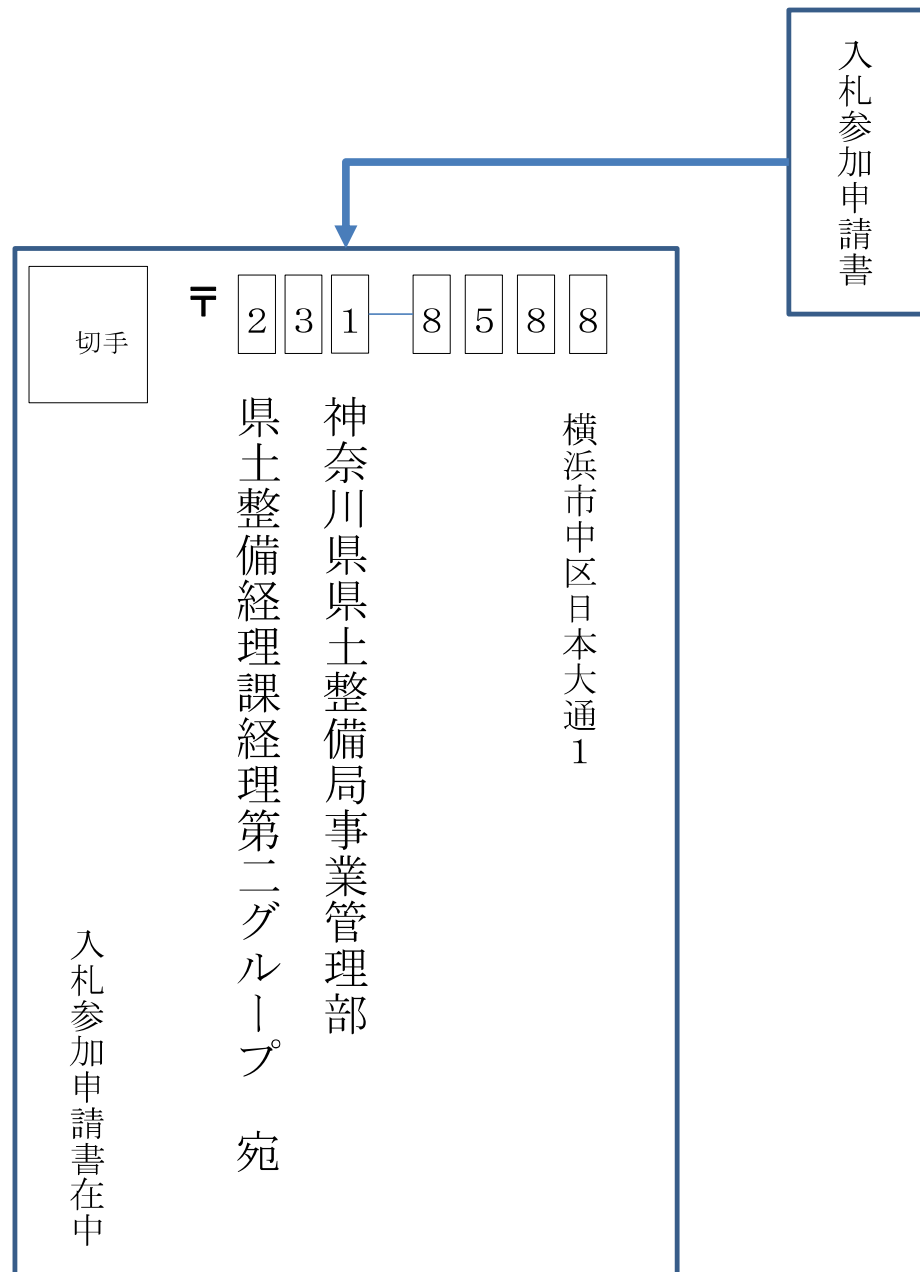 入札参加申請書
切手
〒231-8588
横浜市中区日本大通1
神奈川県県土整備局事業管理部
県土整備経理課経理第二グループ　宛
入札参加申請書在中